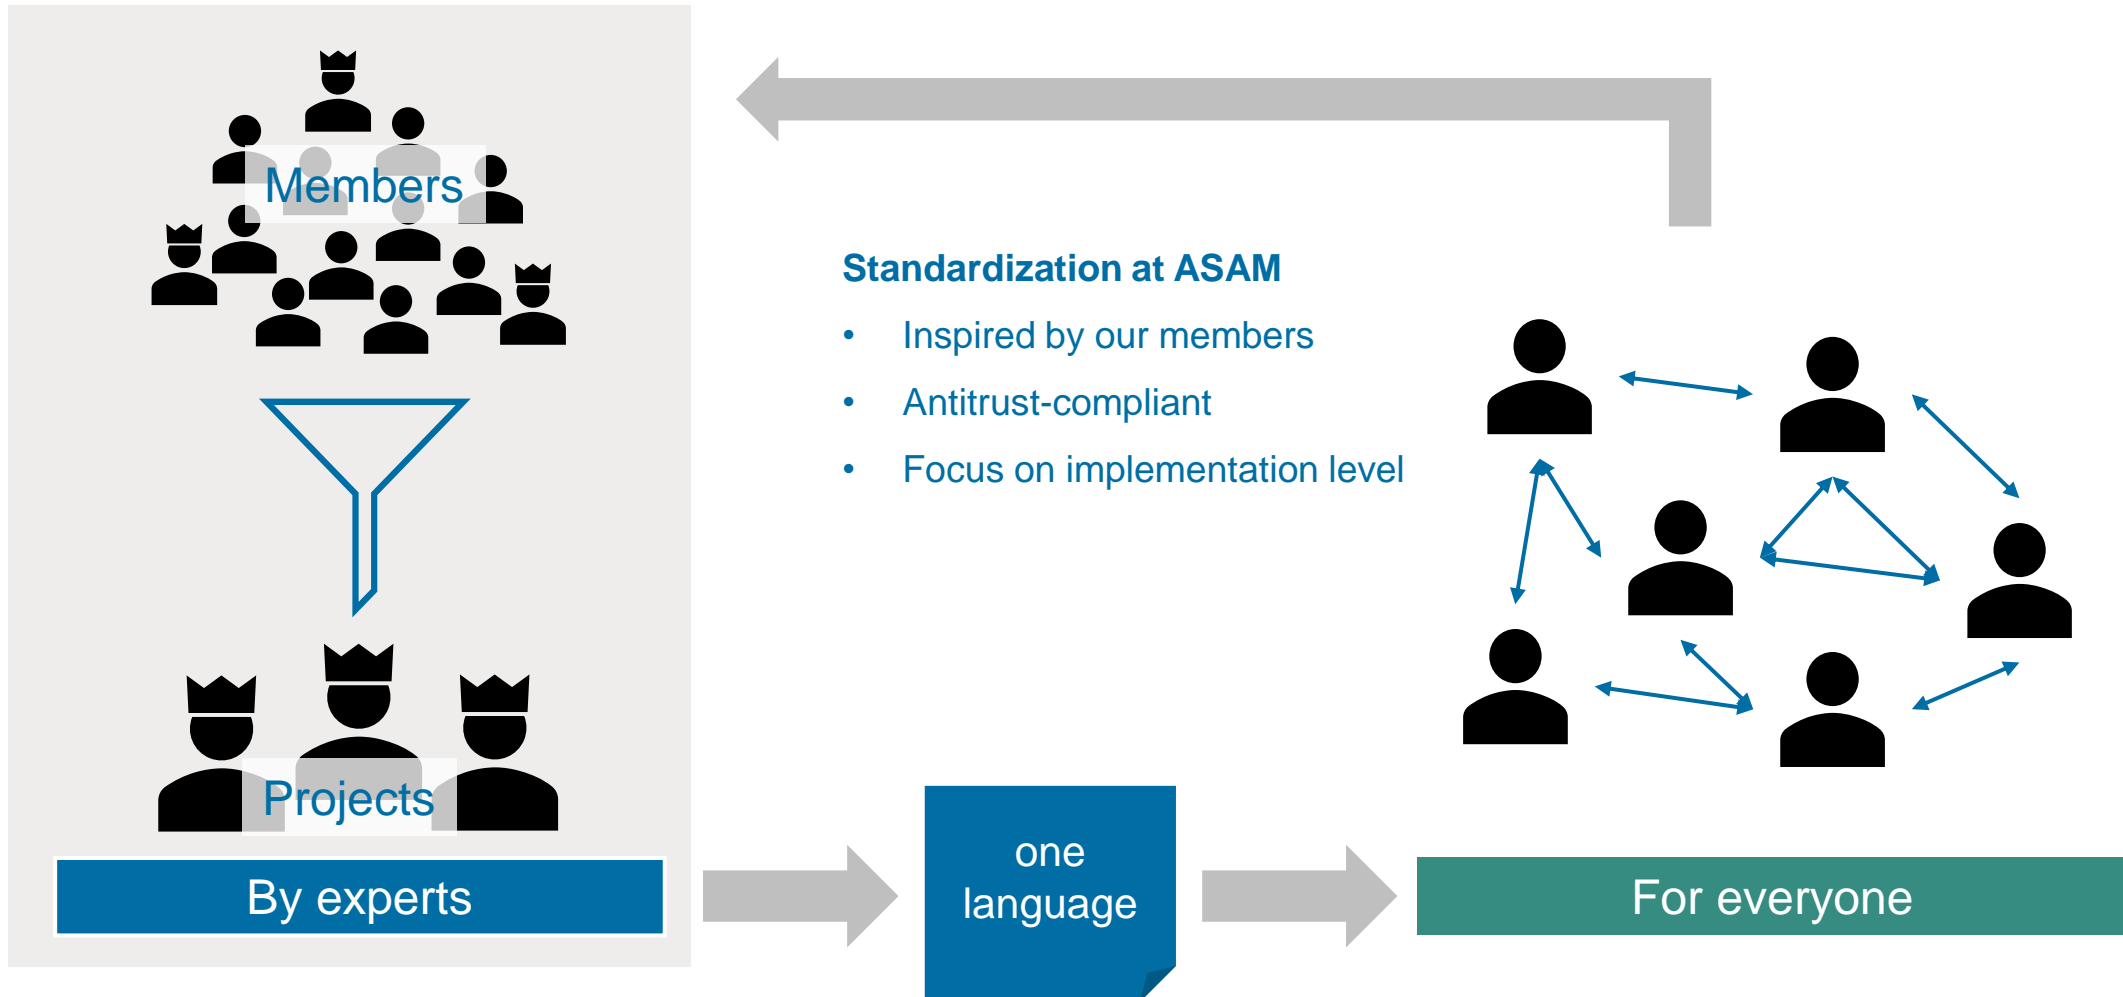 Members
Projects
By experts
Standardization at ASAM
• Inspired by our members
• Antitrust-compliant
• Focus on implementation level
one
language
For everyone